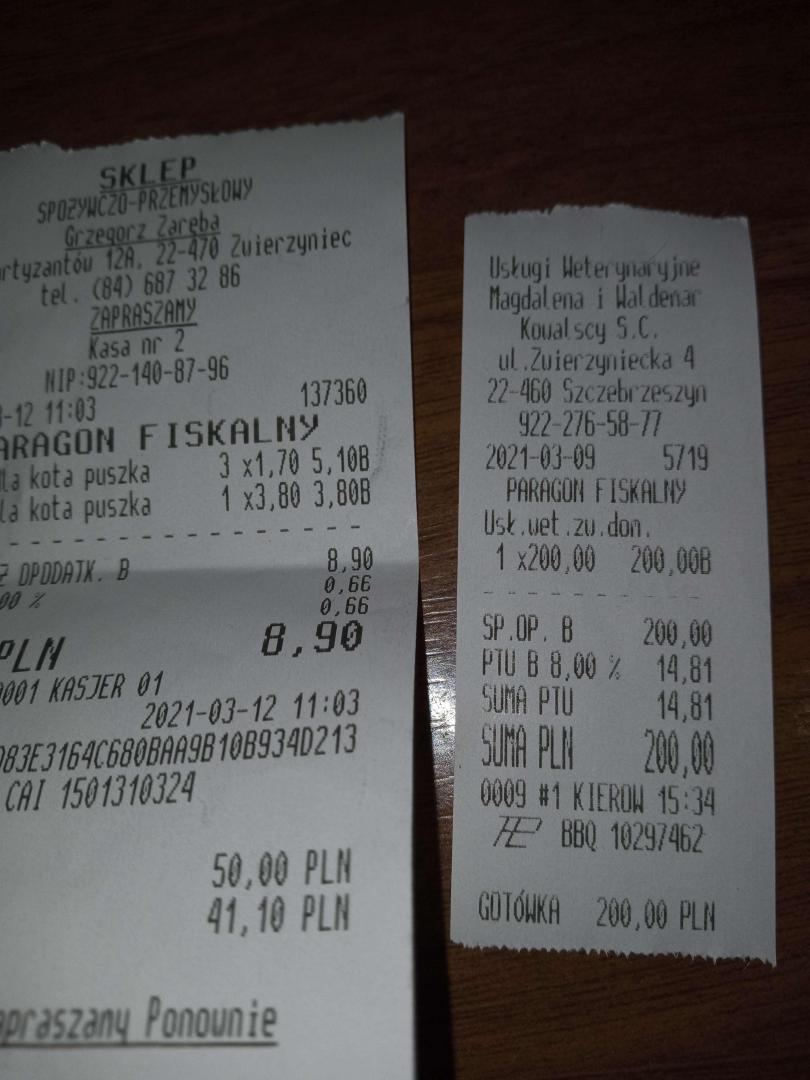 SKLEP
SPOŻYWCZO-PRZEMYSŁOWY
Grzegorz Zaręba
rtyzantów 12A, 22-470 Zwierzyniec
tel. (84) 687 32 86
ZAPRASZAMY
Kasa nr 2
NIP:922-140-87-96
-12 11:03 137360
ARAGON FISKALNY
la kota puszka 3 x1,70 5,10B
la kota puszka 1 x3,80 3,80B
Ż OPODATK. B 8,90
00 % 0,66
0,66
PLN 8,90
0001 KASJER 01
2021-03-12 11:03
D83E3164C680BAA9B10B934D213
CAI 1501310324
50,00 PLN
41,10 PLN
praszamy Ponownie
Usługi Weterynaryjne
Magdalena i Waldemar
Kowalscy S.C.
ul.Zwierzyniecka 4
22-460 Szczebrzeszyn
922-276-58-77
2021-03-09 5719
PARAGON FISKALNY
Usł.wet.zw.dom.
1 x200,00 200,00B
SP.OP. B 200,00
PTU B 8,00 % 14,81
SUMA PTU 14,81
SUMA PLN 200,00
0009 #1 KIEROW 15:34
BBQ 10297462
GOTÓWKA 200,00 PLN